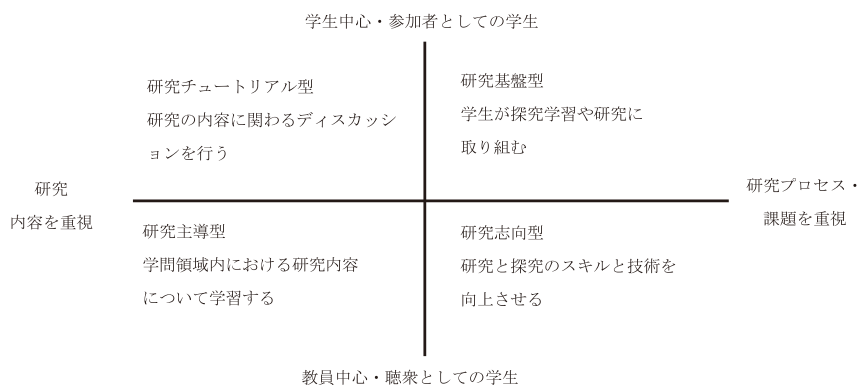 学生中心・参加者としての学生
研究チュートリアル型
研究の内容に関わるディスカッシ
ョンを行う
研究基盤型
学生が探究学習や研究に
取り組む
研究
内容を重視
研究プロセス・
課題を重視
研究主導型
学問領域内における研究内容
について学習する
研究志向型
研究と探究のスキルと技術を
向上させる
教員中心・聴衆としての学生